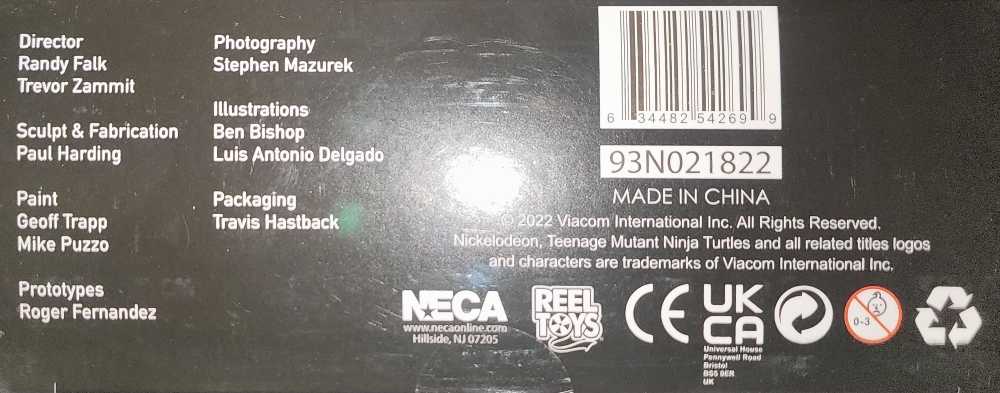 Director
Randy Falk
Trevor Zammit
Sculpt & Fabrication
Paul Harding
Paint
Geoff Trapp
Mike Puzzo
Prototypes
Roger Fernandez
Photography
Stephen Mazurek
Illustrations
Ben Bishop
Luis Antonio Delgado
Packaging
Travis Hastback
6 34482 54269 9
93N021822
MADE IN CHINA
© 2022 Viacom International Inc. All Rights Reserved.
Nickelodeon, Teenage Mutant Ninja Turtles and all related titles logos
and characters are trademarks of Viacom International Inc.
NECA
www.necaonline.com
Hillside, NJ 07205
REEL
TOYS
CE
UK
CA
Universal House
Pennywell Road
Bristol
BS5 0ER
UK
0-3